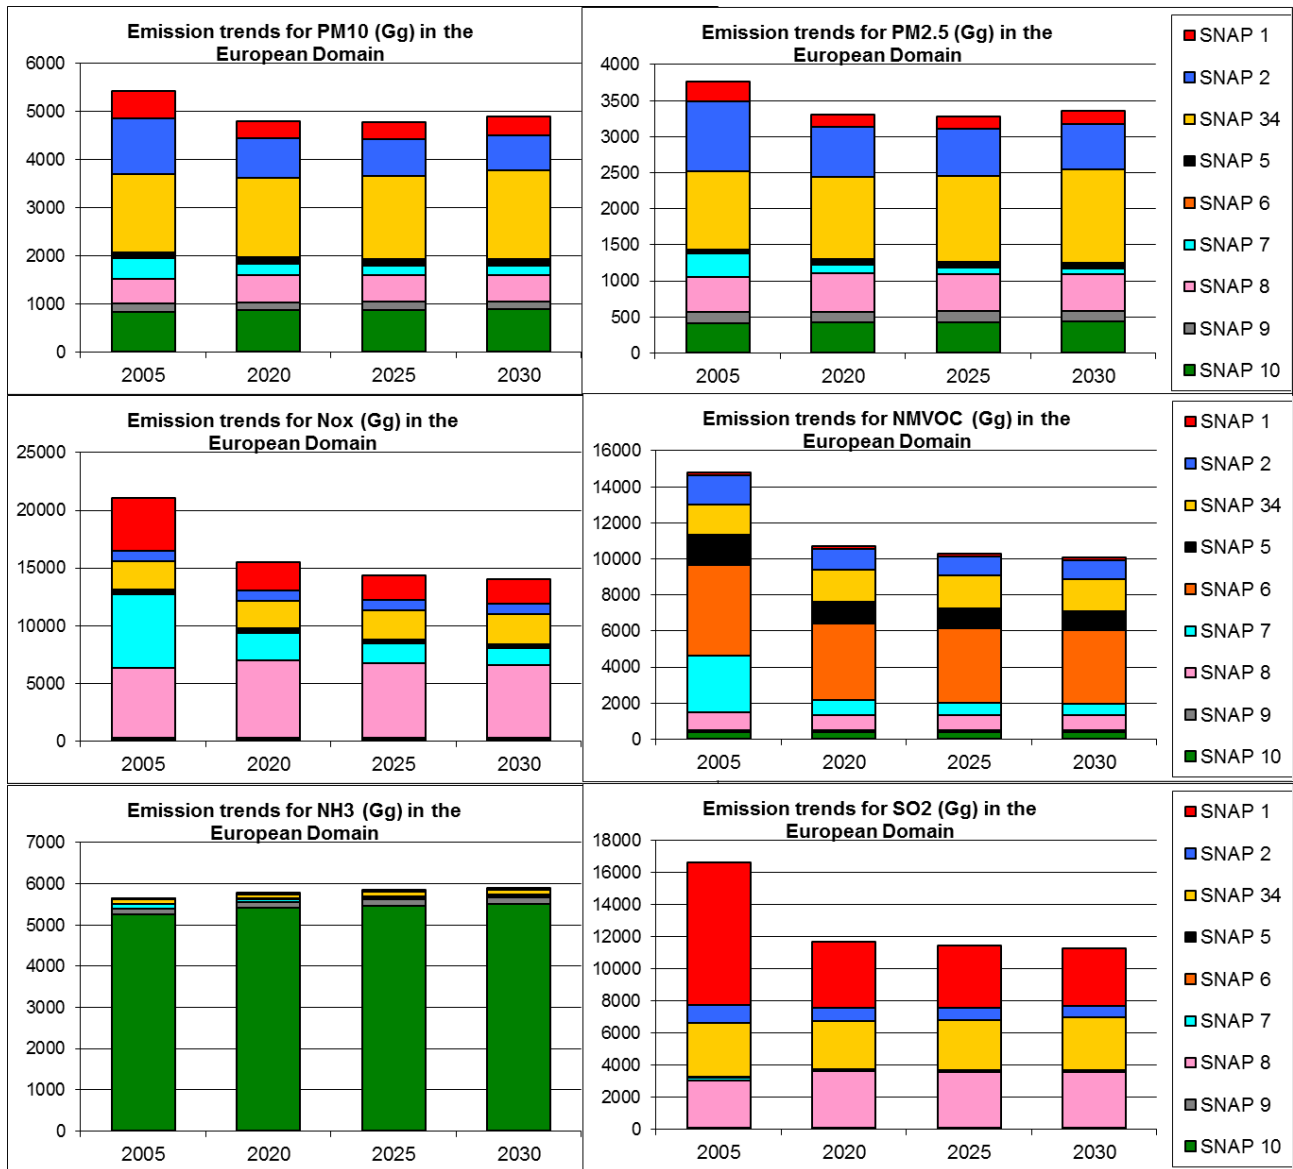 Emission trends for PM10 (Gg) in the
European Domain
6000
5000
4000
3000
2000
1000
0
2005 2020 2025 2030
Emission trends for PM2.5 (Gg) in the
European Domain
4000
3500
3000
2500
2000
1500
1000
500
0
2005 2020 2025 2030
SNAP 1
SNAP 2
SNAP 34
SNAP 5
SNAP 6
SNAP 7
SNAP 8
SNAP 9
SNAP 10
Emission trends for Nox (Gg) in the
European Domain
25000
20000
15000
10000
5000
0
2005 2020 2025 2030
Emission trends for NMVOC (Gg) in the
European Domain
16000
14000
12000
10000
8000
6000
4000
2000
0
2005 2020 2025 2030
SNAP 1
SNAP 2
SNAP 34
SNAP 5
SNAP 6
SNAP 7
SNAP 8
SNAP 9
SNAP 10
Emission trends for NH3 (Gg) in the
European Domain
7000
6000
5000
4000
3000
2000
1000
0
2005 2020 2025 2030
Emission trends for SO2 (Gg) in the
European Domain
18000
16000
14000
12000
10000
8000
6000
4000
2000
0
2005 2020 2025 2030
SNAP 1
SNAP 2
SNAP 34
SNAP 5
SNAP 6
SNAP 7
SNAP 8
SNAP 9
SNAP 10